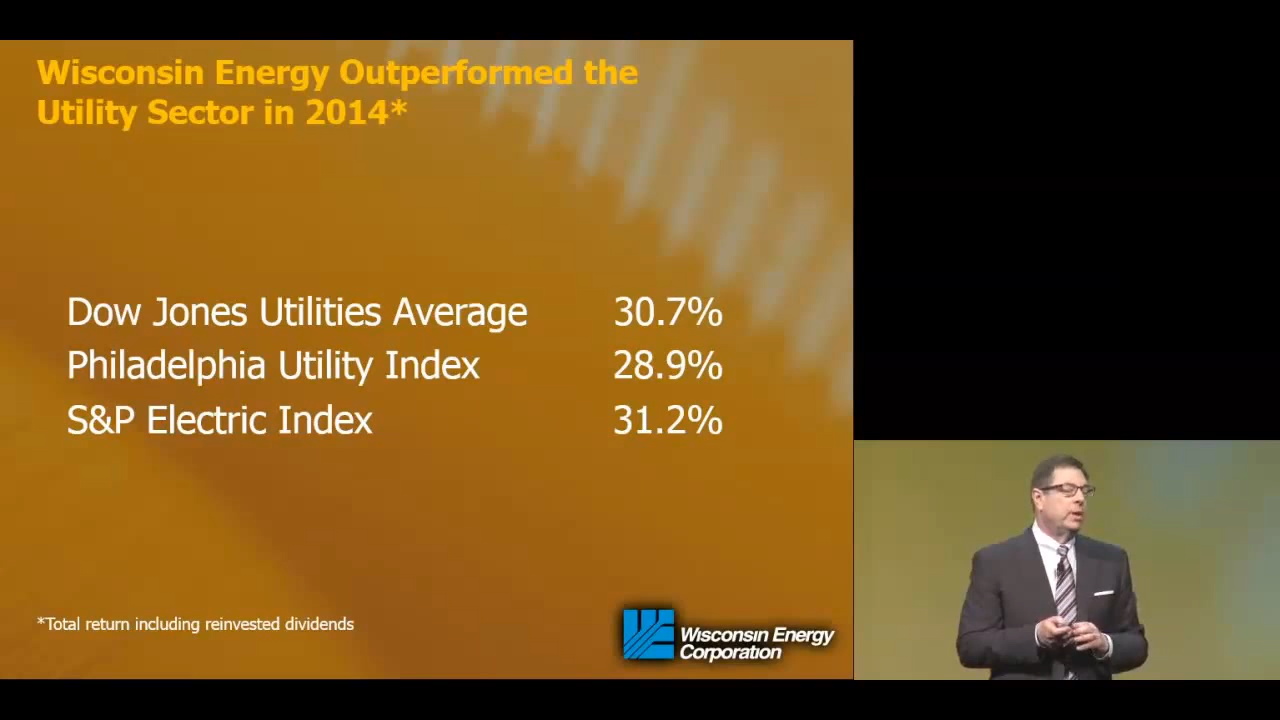 Wisconsin Energy Outperformed the
Utility Sector in 2014*
Dow Jones Utilities Average 30.7%
Philadelphia Utility Index 28.9%
S&P Electric Index 31.2%
*Total return including reinvested dividends
Wisconsin Energy
Corporation